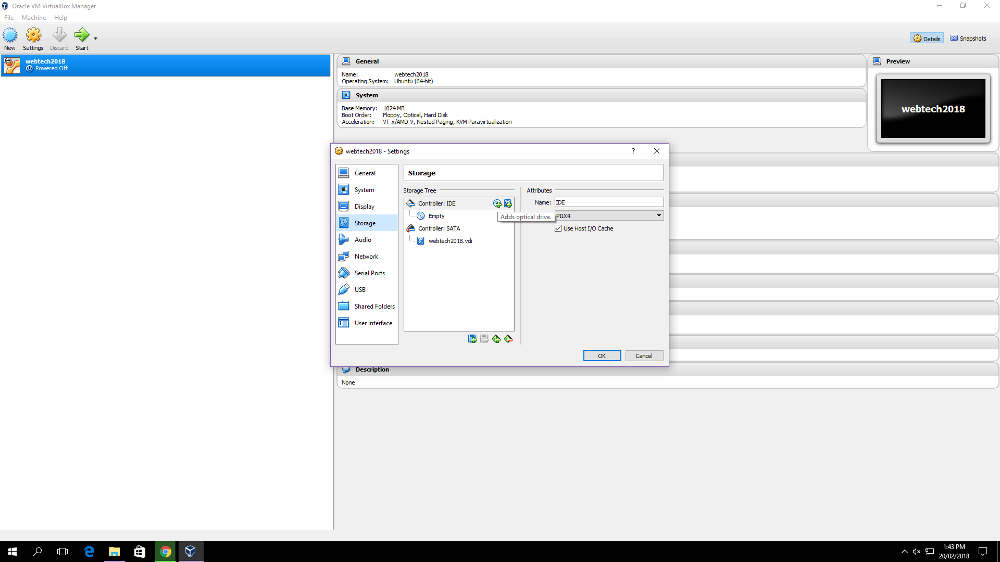 Oracle VM VirtualBox Manager
File Machine Help
New Settings Discard Start
Details Snapshots
64
webtech2018
Powered Off
General
Name: webtech2018
Operating System: Ubuntu (64-bit)
System
Base Memory: 1024 MB
Boot Order: Floppy, Optical, Hard Disk
Acceleration: VT-x/AMD-V, Nested Paging, KVM Paravirtualization
Preview
webtech2018
webtech2018 - Settings
?
General
System
Display
Storage
Audio
Network
Serial Ports
USB
Shared Folders
User Interface
Storage
Storage Tree
Controller: IDE
Empty
Controller: SATA
webtech2018.vdi
Adds optical drive.
Attributes
Name: IDE
PIIX4
Use Host I/O Cache
OK Cancel
Description
None
1:43 PM
20/02/2018